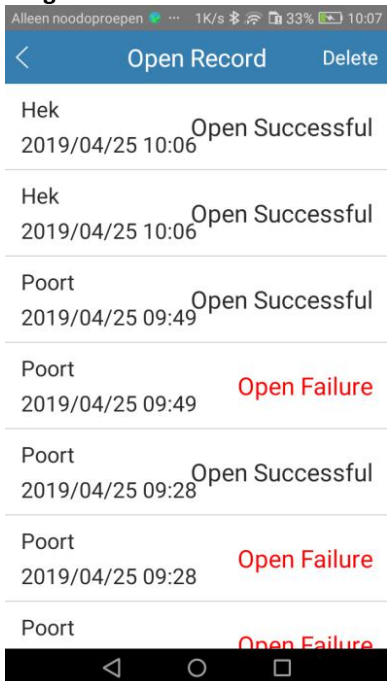 Alleen noodoproepen ... 1K/s 33% 10:07
Open Record Delete
Hek
2019/04/25 10:06 Open Successful
Hek
2019/04/25 10:06 Open Successful
Poort
2019/04/25 09:49 Open Successful
Poort
2019/04/25 09:49 Open Failure
Poort
2019/04/25 09:28 Open Successful
Poort
2019/04/25 09:28 Open Failure
Poort
Open Failure